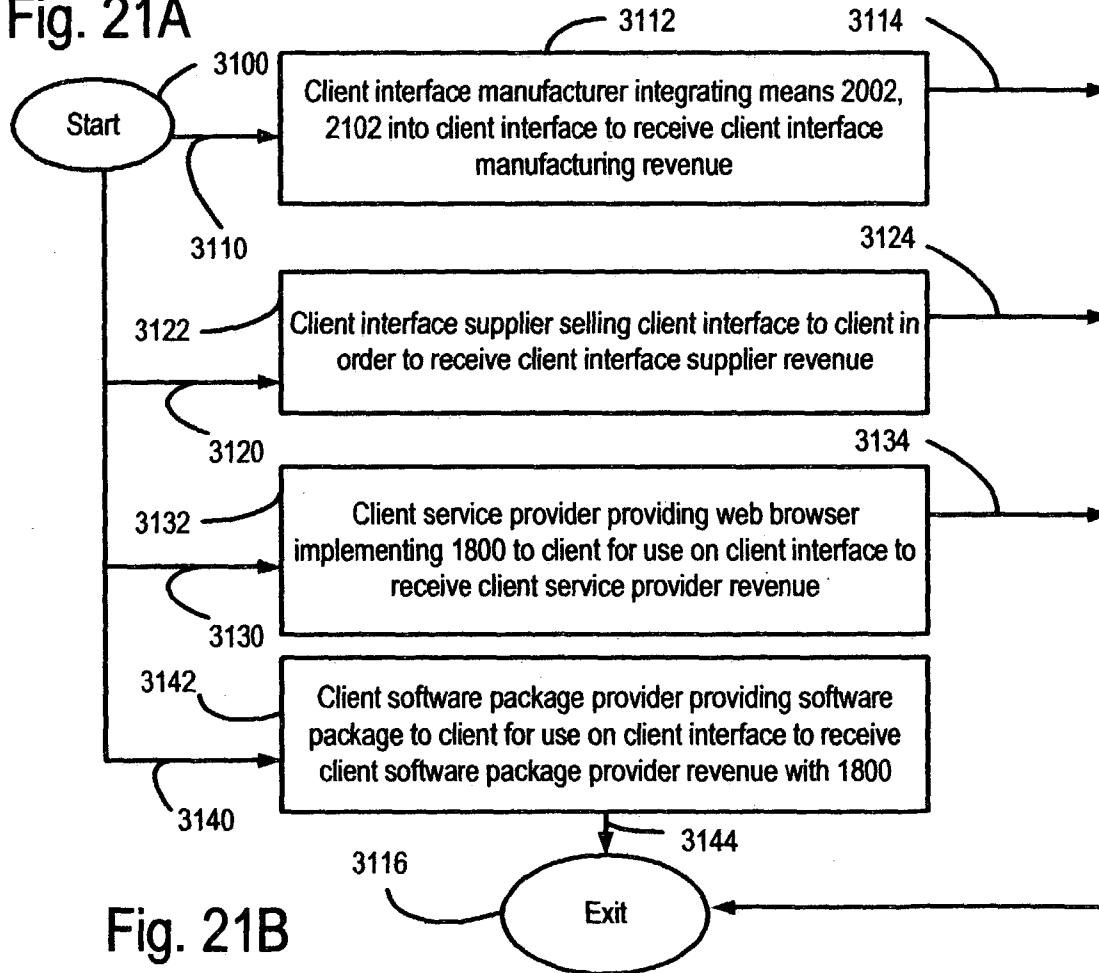 Fig. 21A
3112
3114
3100
Start
Client interface manufacturer integrating means 2002,
2102 into client interface to receive client interface
manufacturing revenue
3110
3124
3122
Client interface supplier selling client interface to client in
order to receive client interface supplier revenue
3120
3134
3132
Client service provider providing web browser
implementing 1800 to client for use on client interface to
receive client service provider revenue
3130
3142
Client software package provider providing software
package to client for use on client interface to receive
client software package provider revenue with 1800
3140
3144
3116
Exit
Fig. 21B